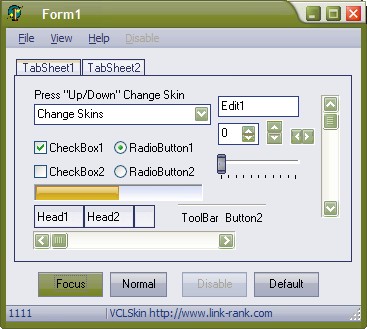 Form1
File View Help Disable
TabSheet1 TabSheet2
Press "Up/Down" Change Skin
Change Skins
Edit1
0
CheckBox1 RadioButton1
CheckBox2 RadioButton2
Head1 Head2
ToolBar Button2
Focus Normal Disable Default
1111 VCLSkin http://www.link-rank.com